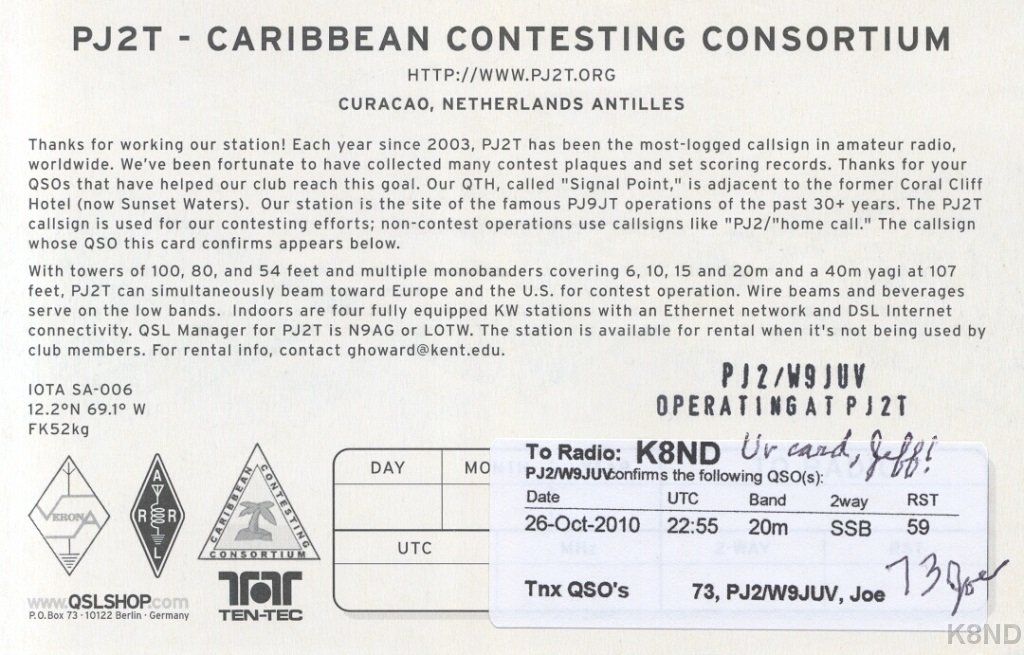 PJ2T - CARIBBEAN CONTESTING CONSORTIUM
HTTP://WWW.PJ2T.ORG
CURACAO, NETHERLANDS ANTILLES
Thanks for working our station! Each year since 2003, PJ2T has been the most-logged callsign in amateur radio,
worldwide. We've been fortunate to have collected many contest plaques and set scoring records. Thanks for your
QSOs that have helped our club reach this goal. Our QTH, called "Signal Point," is adjacent to the former Coral Cliff
Hotel (now Sunset Waters). Our station is the site of the famous PJ9JT operations of the past 30+ years. The PJ2T
callsign is used for our contesting efforts; non-contest operations use callsigns like "PJ2/"home call." The callsign
whose QSO this card confirms appears below.
With towers of 100, 80, and 54 feet and multiple monobanders covering 6, 10, 15 and 20m and a 40m yagi at 107
feet, PJ2T can simultaneously beam toward Europe and the U.S. for contest operation. Wire beams and beverages
serve on the low bands. Indoors are four fully equipped KW stations with an Ethernet network and DSL Internet
connectivity. QSL Manager for PJ2T is N9AG or LOTW. The station is available for rental when it's not being used by
club members. For rental info, contact ghoward@kent.edu.
PJ2/W9JUV
OPERATING AT PJ2T
IOTA SA-006
12.2°N 69.1° W
FK52kg
VERONA
ARRL
CARIBBEAN CONTESTING CONSORTIUM
TEN-TEC
www.QSLSHOP.com
P.O.Box 73 · 10122 Berlin · Germany
DAY
UTC
To Radio: K8ND Ur card, Jeff!
PJ2/W9JUV confirms the following QSO(s):
Date UTC Band 2way RST
26-Oct-2010 22:55 20m SSB 59
Tnx QSO's 73, PJ2/W9JUV, Joe
73 Joe
K8ND